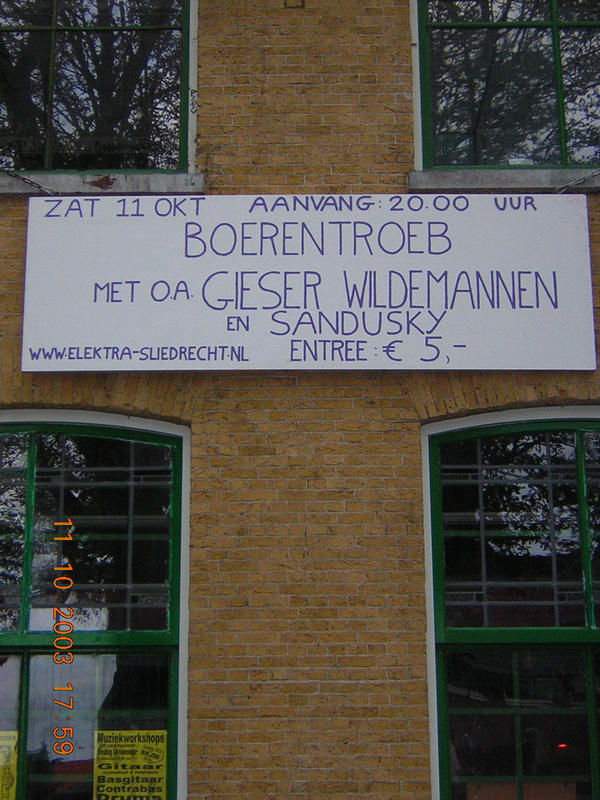 ZAT 11 OKT AANVANG: 20.00 UUR
BOERENTROEB
MET O.A. GIESER WILDEMANNEN
EN SANDUSKY
WWW.ELEKTRA-SLIEDRECHT.NL ENTREE: € 5,-
11 10 2003 17:59
Muziekworkshops
Gitaar
Basgitaar
Contrabas
Drums